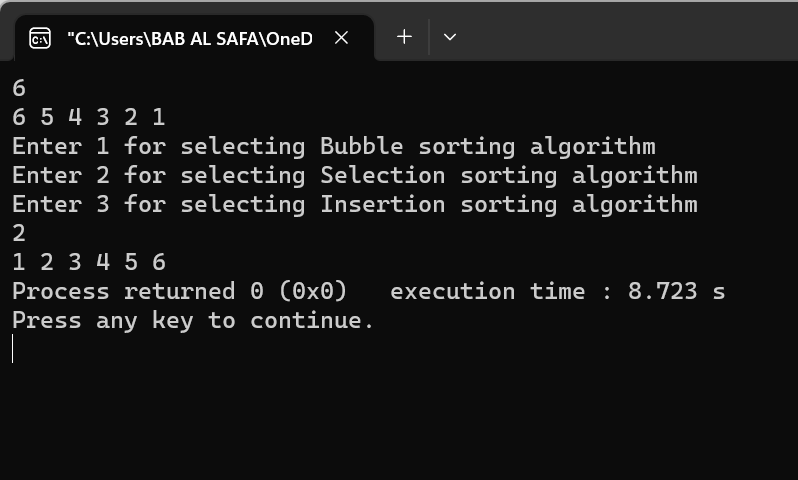 "C:\Users\BAB AL SAFA\OneD
6
6 5 4 3 2 1
Enter 1 for selecting Bubble sorting algorithm
Enter 2 for selecting Selection sorting algorithm
Enter 3 for selecting Insertion sorting algorithm
2
1 2 3 4 5 6
Process returned 0 (0x0)   execution time : 8.723 s
Press any key to continue.